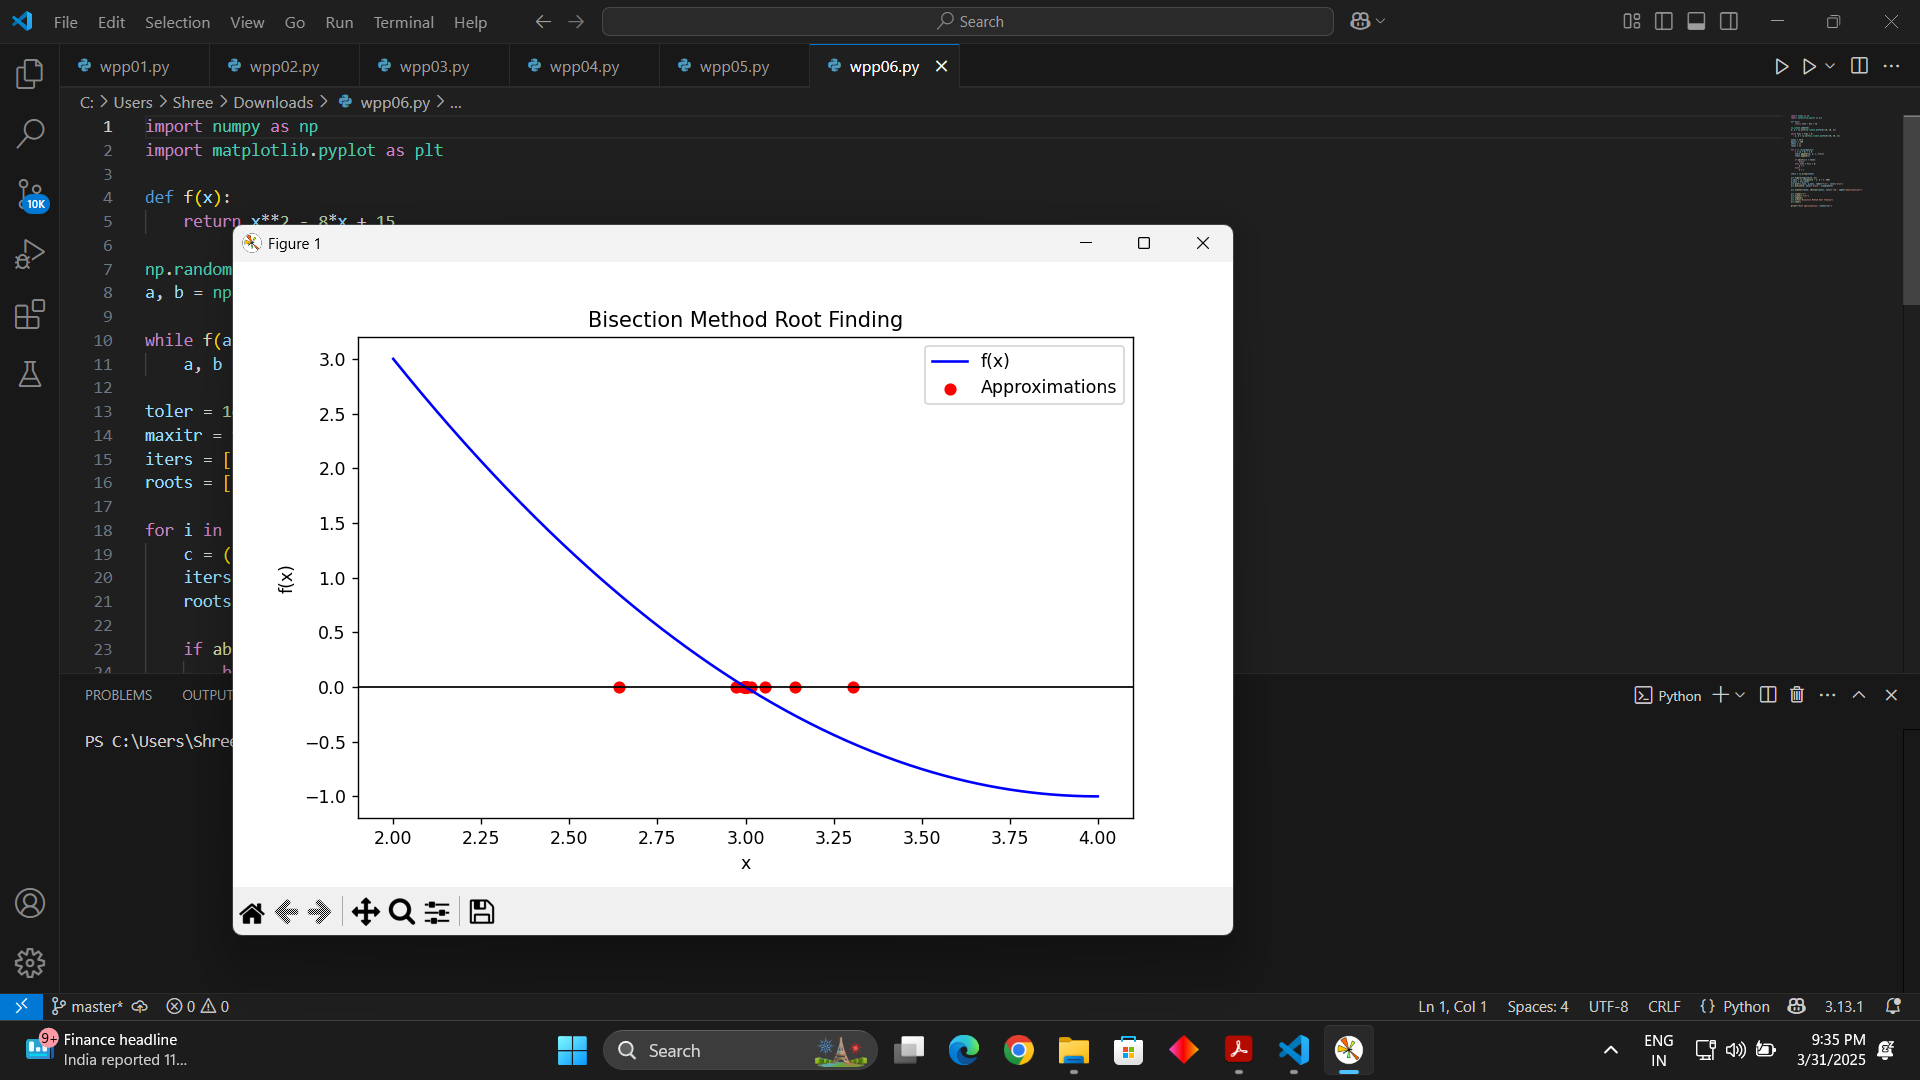 File Edit Selection View Go Run Terminal Help
Search
wpp01.py wpp02.py wpp03.py wpp04.py wpp05.py wpp06.py
C: > Users > Shree > Downloads > wpp06.py > ...
1 import numpy as np
2 import matplotlib.pyplot as plt
3
4 def f(x):
5 return x**2 - 8*x + 15
6
7 np.random
8 a, b = np
9
10 while f(a
11 a, b
12
13 toler = 1
14 maxitr =
15 iters = [
16 roots = [
17
18 for i in
19 c = (
20 iters
21 roots
22
23 if ab
24
Figure 1
Bisection Method Root Finding
f(x)
Approximations
3.0
2.5
2.0
1.5
1.0
0.5
0.0
−0.5
−1.0
f(x)
2.00 2.25 2.50 2.75 3.00 3.25 3.50 3.75 4.00
x
PROBLEMS OUTPUT
Python
PS C:\Users\Shree
10K
master* 0 0
Ln 1, Col 1 Spaces: 4 UTF-8 CRLF {} Python 3.13.1
9+
Finance headline
India reported 11...
Search
ENG
IN
9:35 PM
3/31/2025